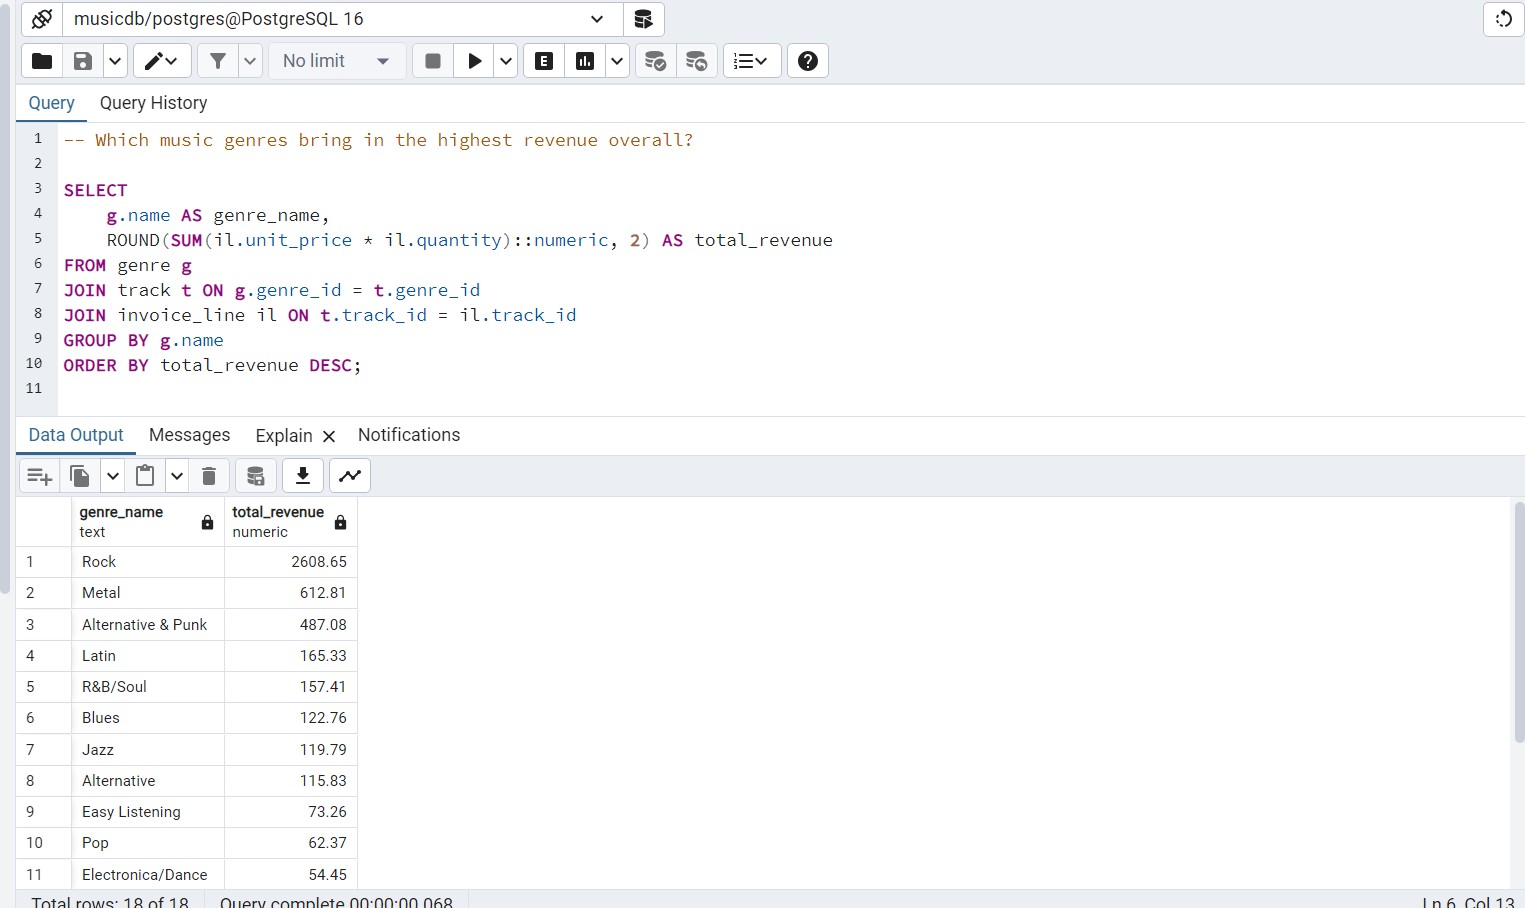 musicdb/postgres@PostgreSQL 16
No limit
E
Query Query History
1 -- Which music genres bring in the highest revenue overall?
2
3 SELECT
4 g.name AS genre_name,
5 ROUND(SUM(il.unit_price * il.quantity)::numeric, 2) AS total_revenue
6 FROM genre g
7 JOIN track t ON g.genre_id = t.genre_id
8 JOIN invoice_line il ON t.track_id = il.track_id
9 GROUP BY g.name
10 ORDER BY total_revenue DESC;
11
Data Output Messages Explain Notifications
genre_name total_revenue
text numeric
1 Rock 2608.65
2 Metal 612.81
3 Alternative & Punk 487.08
4 Latin 165.33
5 R&B/Soul 157.41
6 Blues 122.76
7 Jazz 119.79
8 Alternative 115.83
9 Easy Listening 73.26
10 Pop 62.37
11 Electronica/Dance 54.45
Total rows: 18 of 18 Query complete 00:00:00.068 Ln 6, Col 13